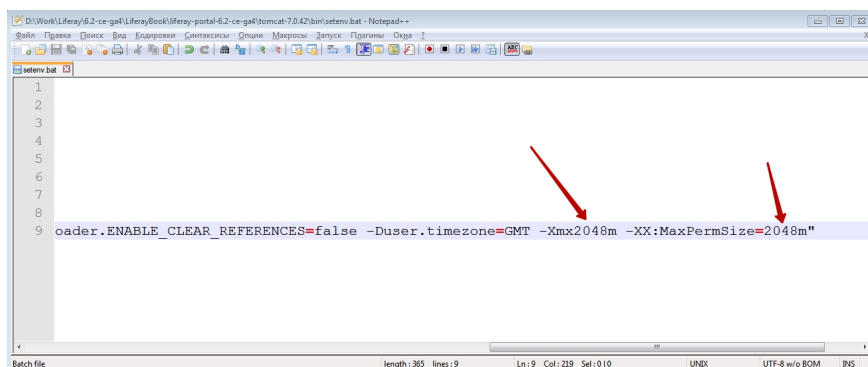 D:\Work\Liferay\6.2-ce-ga4\LiferayBook\liferay-portal-6.2-ce-ga4\tomcat-7.0.42\bin\setenv.bat - Notepad++
Файл Правка Поиск Вид Кодировки Синтаксисы Опции Макросы Запуск Плагины Окна ? X
setenv.bat
1
2
3
4
5
6
7
8
9 oader.ENABLE_CLEAR_REFERENCES=false -Duser.timezone=GMT -Xmx2048m -XX:MaxPermSize=2048m"
Batch file length : 365 lines : 9 Ln : 9 Col : 219 Sel : 0 | 0 UNIX UTF-8 w/o BOM INS